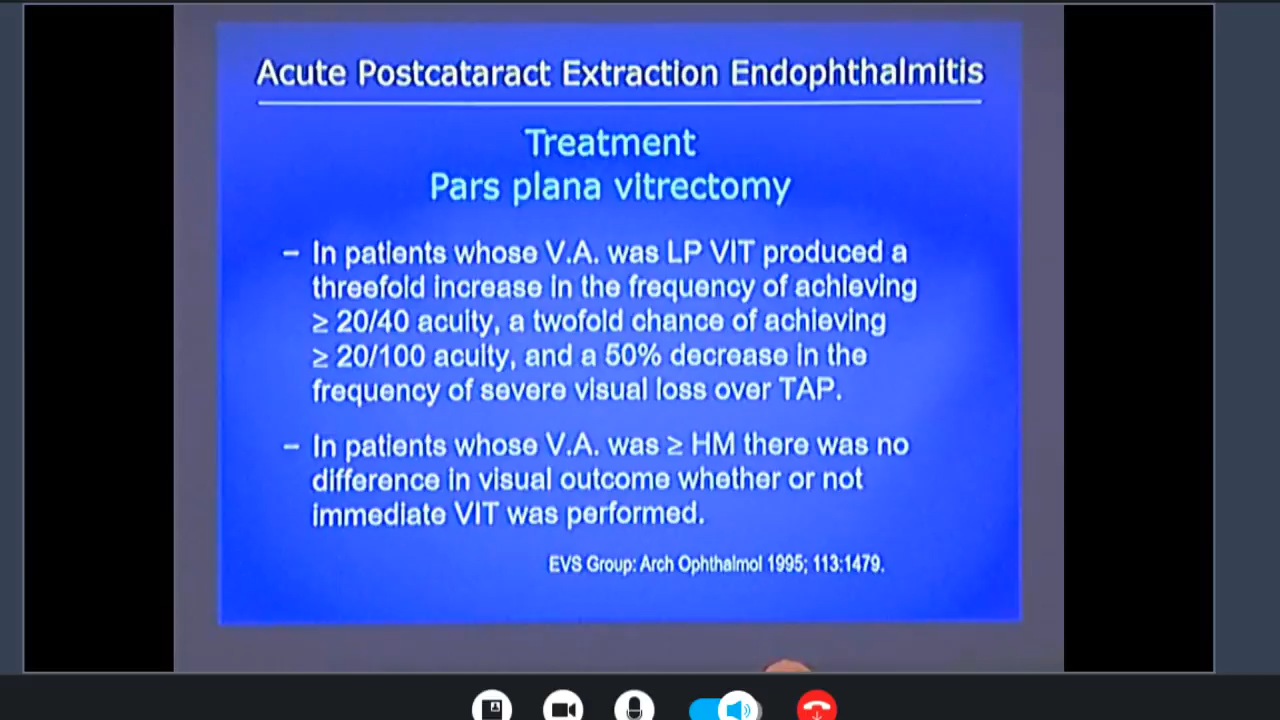 Acute Postcataract Extraction Endophthalmitis
Treatment
Pars plana vitrectomy
– In patients whose V.A. was LP VIT produced a
threefold increase in the frequency of achieving
≥ 20/40 acuity, a twofold chance of achieving
≥ 20/100 acuity, and a 50% decrease in the
frequency of severe visual loss over TAP.
– In patients whose V.A. was ≥ HM there was no
difference in visual outcome whether or not
immediate VIT was performed.
EVS Group: Arch Ophthalmol 1995; 113:1479.